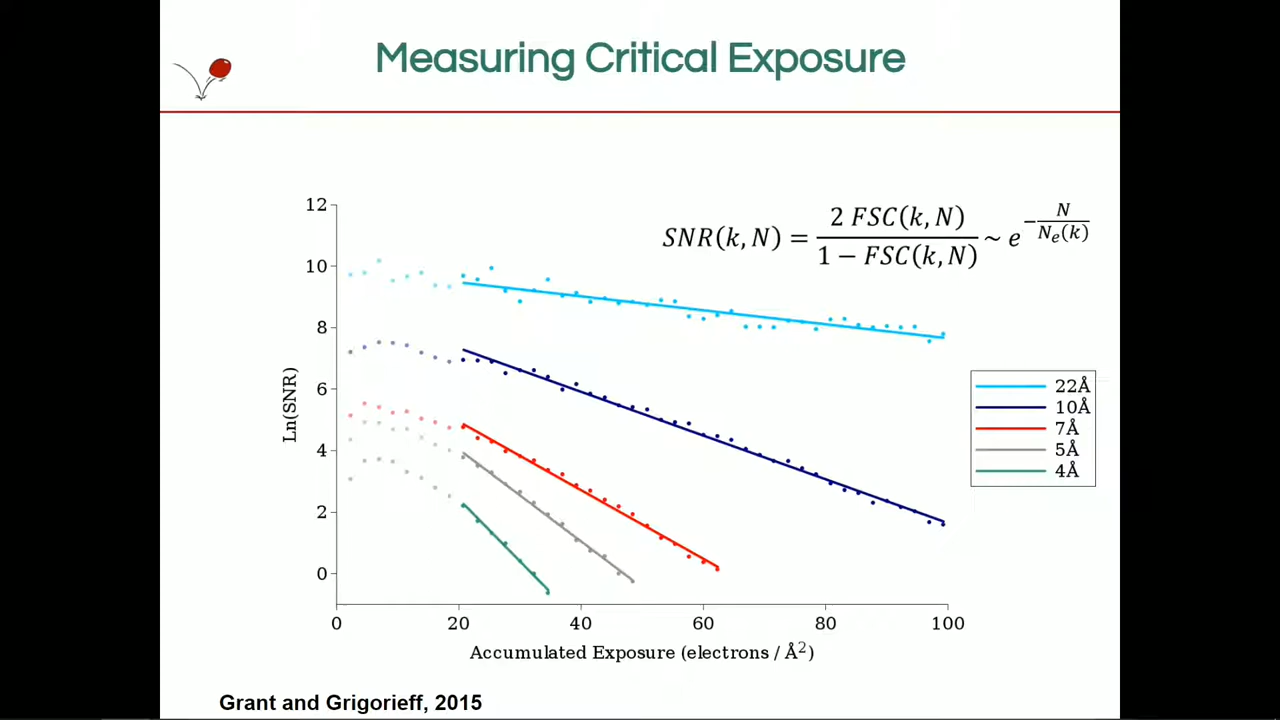 Measuring Critical Exposure
SNR(k, N) = 2 FSC(k, N) / 1 − FSC(k, N) ~ e^−N/Ne(k)
12
10
8
6
4
2
0
Ln(SNR)
22Å
10Å
7Å
5Å
4Å
0 20 40 60 80 100
Accumulated Exposure (electrons / Å²)
Grant and Grigorieff, 2015